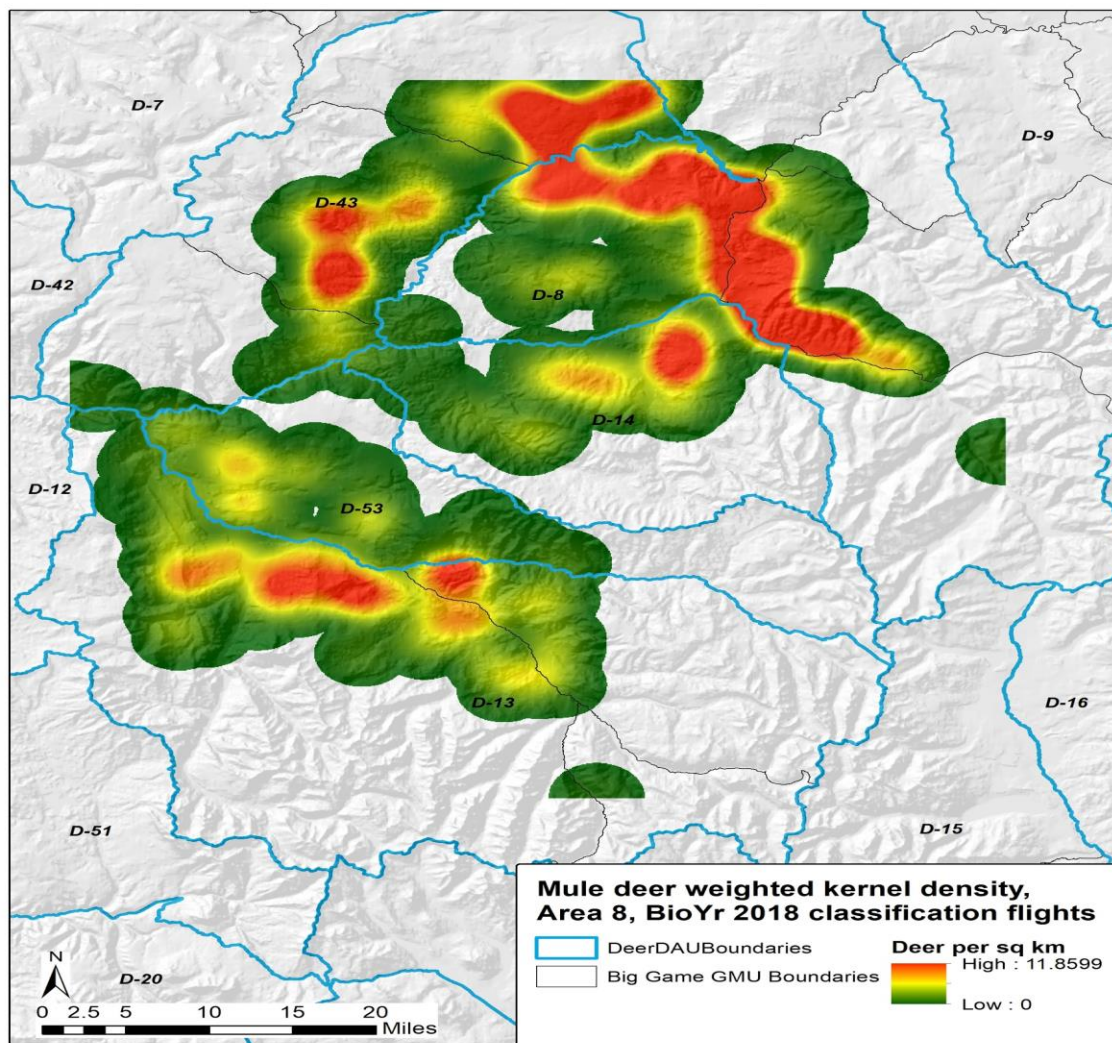 D-7
D-9
D-43
D-42
D-8
D-14
D-12
D-53
D-13
D-16
D-51
D-15
D-20
Mule deer weighted kernel density,
Area 8, BioYr 2018 classification flights
DeerDAUBoundaries
Big Game GMU Boundaries
Deer per sq km
High : 11.8599
Low : 0
N
0 2.5 5 10 15 20
Miles